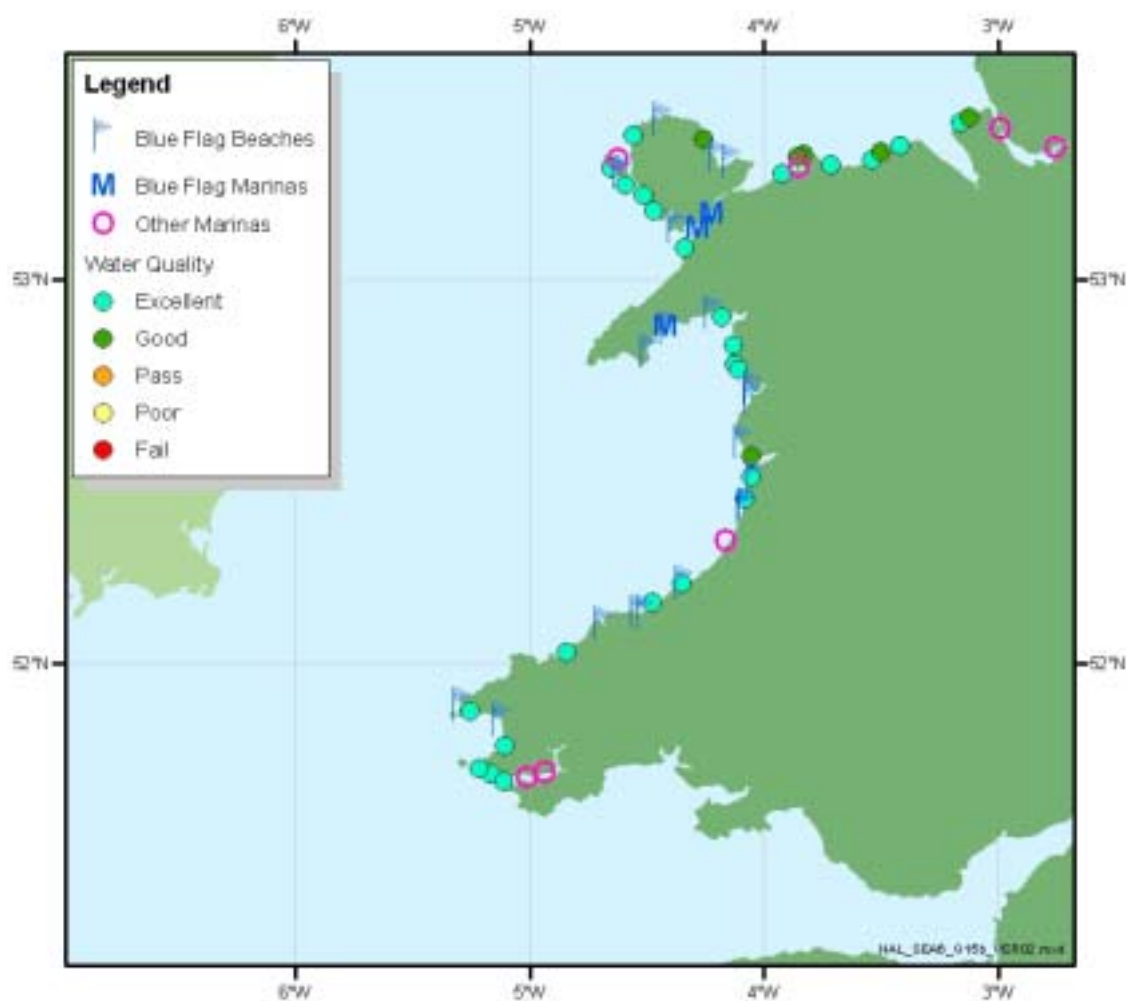 6°W 5°W 4°W 3°W
Legend
Blue Flag Beaches
M Blue Flag Marinas
Other Marinas
Water Quality
Excellent
Good
Pass
Poor
Fail
M
M
53°N 53°N
M
52°N 52°N
6°W 5°W 4°W 3°W